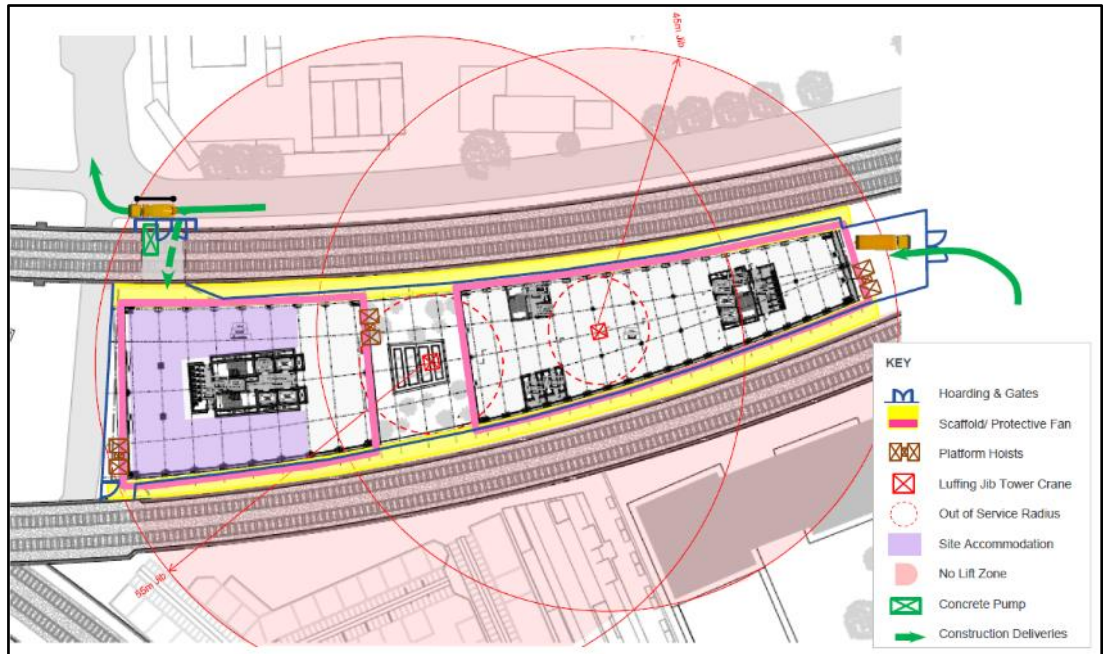 45m Jib
55m Jib
KEY
Hoarding & Gates
Scaffold/ Protective Fan
Platform Hoists
Luffing Jib Tower Crane
Out of Service Radius
Site Accommodation
No Lift Zone
Concrete Pump
Construction Deliveries